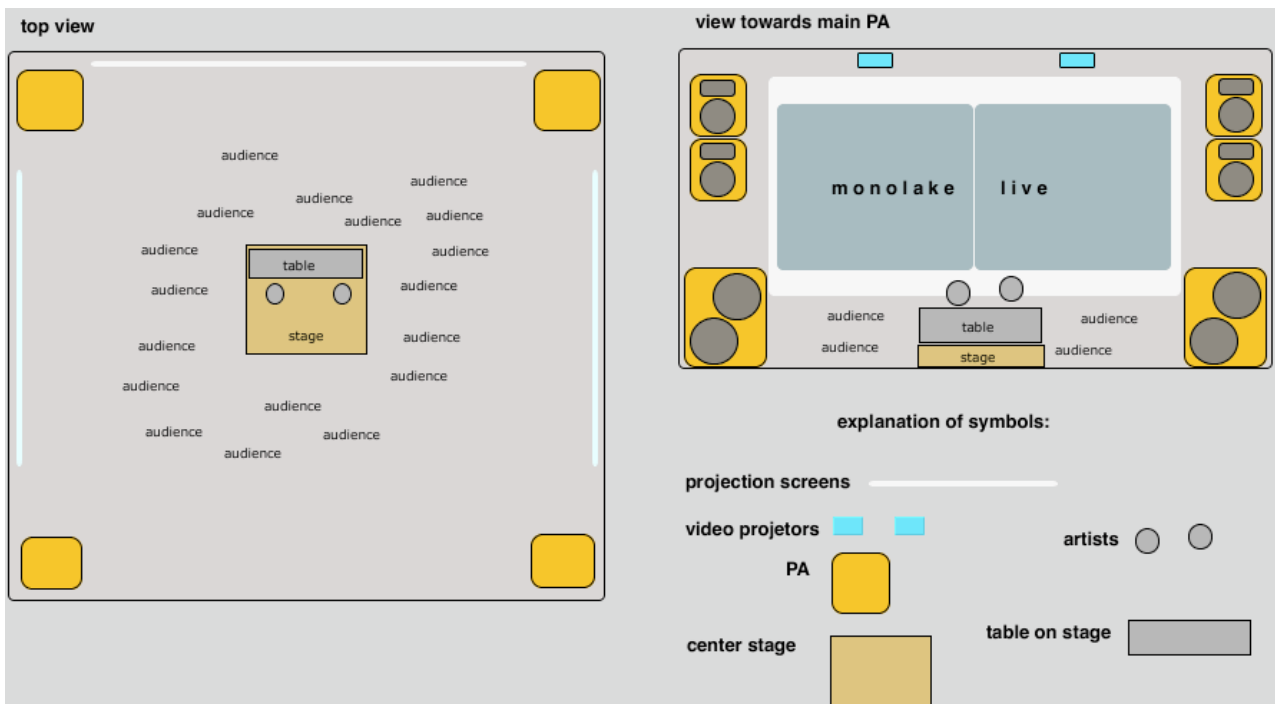 top view
audience
audience
audience
audience
audience
audience
audience
audience
table
audience
audience
stage
audience
audience
audience
audience
audience
audience
audience
audience
view towards main PA
monolake live
audience
table
audience
audience
stage
audience
explanation of symbols:
projection screens
video projetors
artists
PA
center stage
table on stage